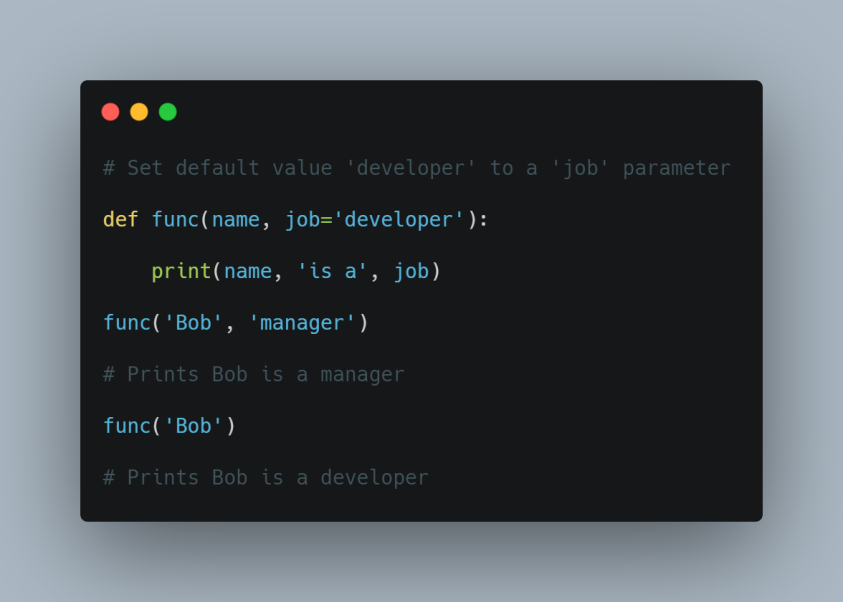 # Set default value 'developer' to a 'job' parameter
def func(name, job='developer'):
    print(name, 'is a', job)
func('Bob', 'manager')
# Prints Bob is a manager
func('Bob')
# Prints Bob is a developer